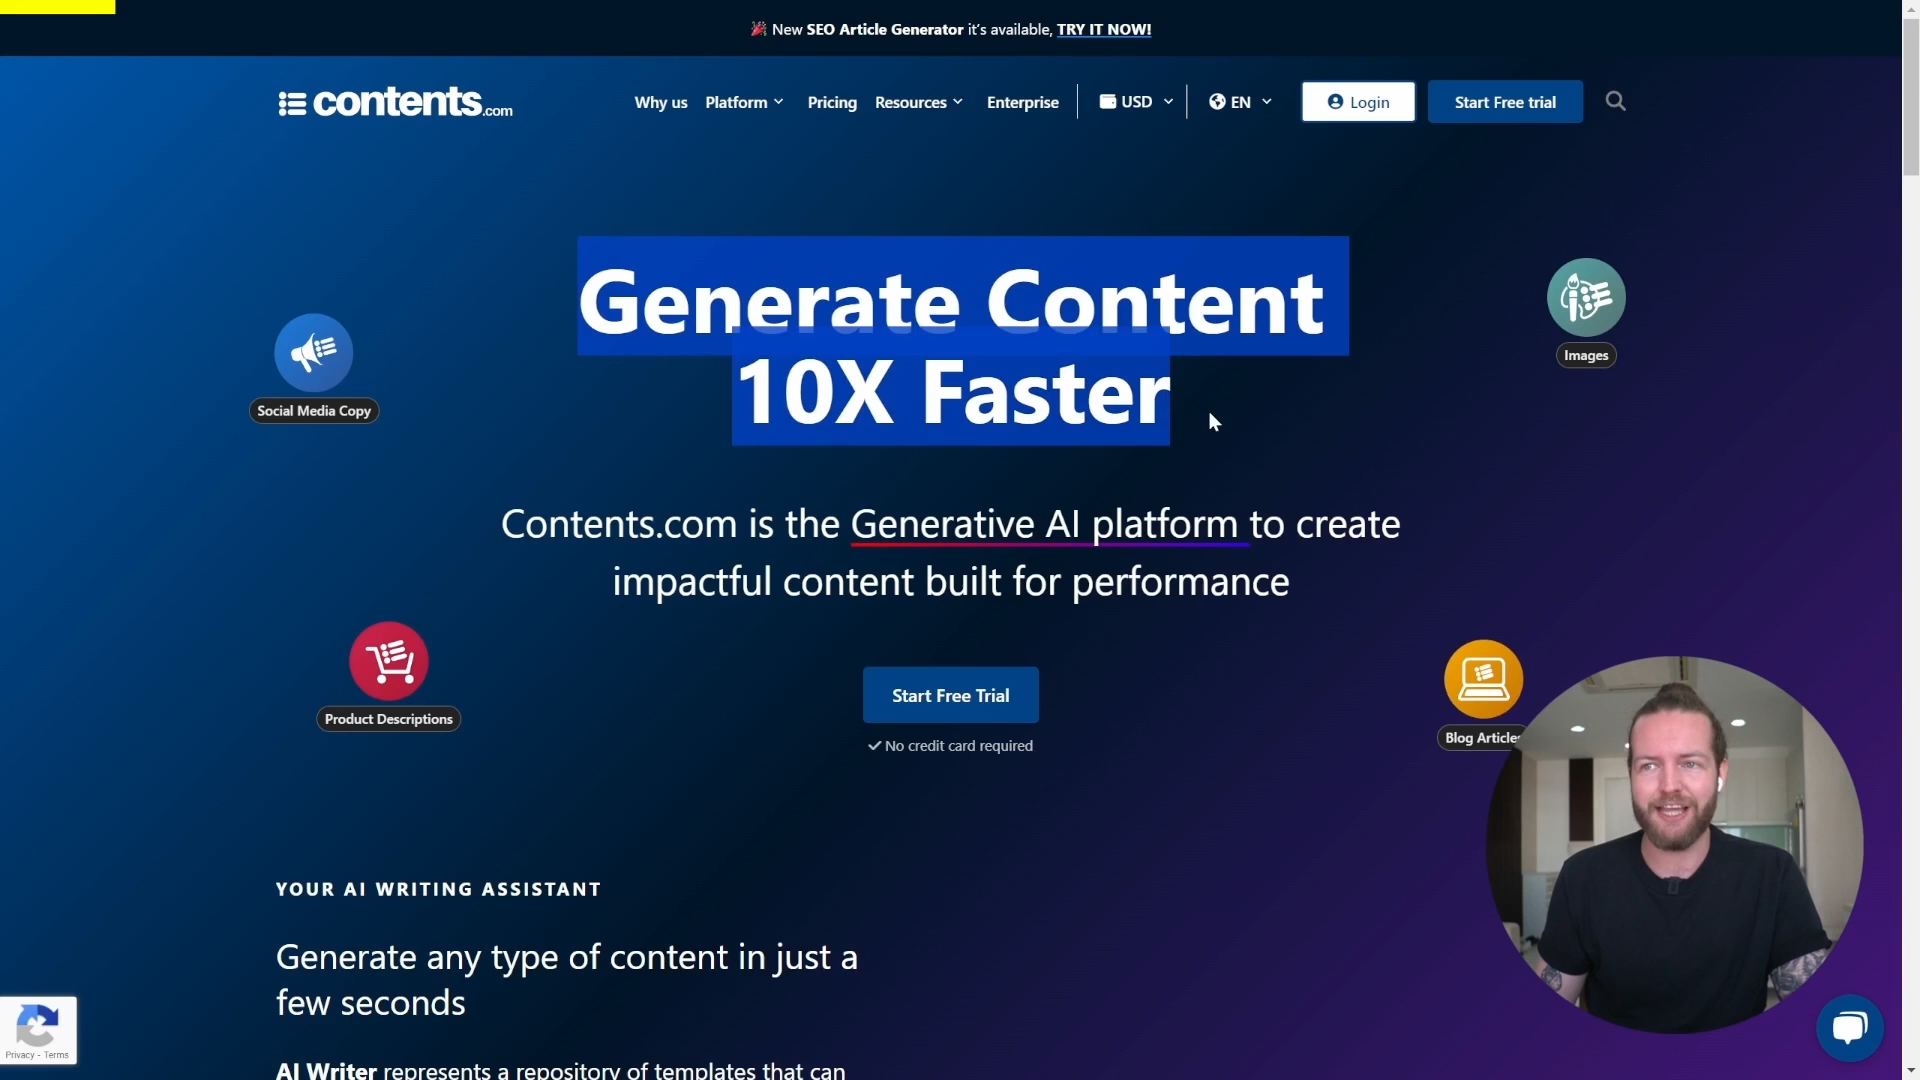 🎉 New SEO Article Generator it's available, TRY IT NOW!
contents.com
Why us
Platform
Pricing
Resources
Enterprise
USD
EN
Login
Start Free trial
Generate Content
10X Faster
Images
Social Media Copy
Contents.com is the Generative AI platform to create
impactful content built for performance
Product Descriptions
Start Free Trial
No credit card required
Blog Articles
YOUR AI WRITING ASSISTANT
Generate any type of content in just a
few seconds
Privacy - Terms
AI Writer represents a repository of templates that can